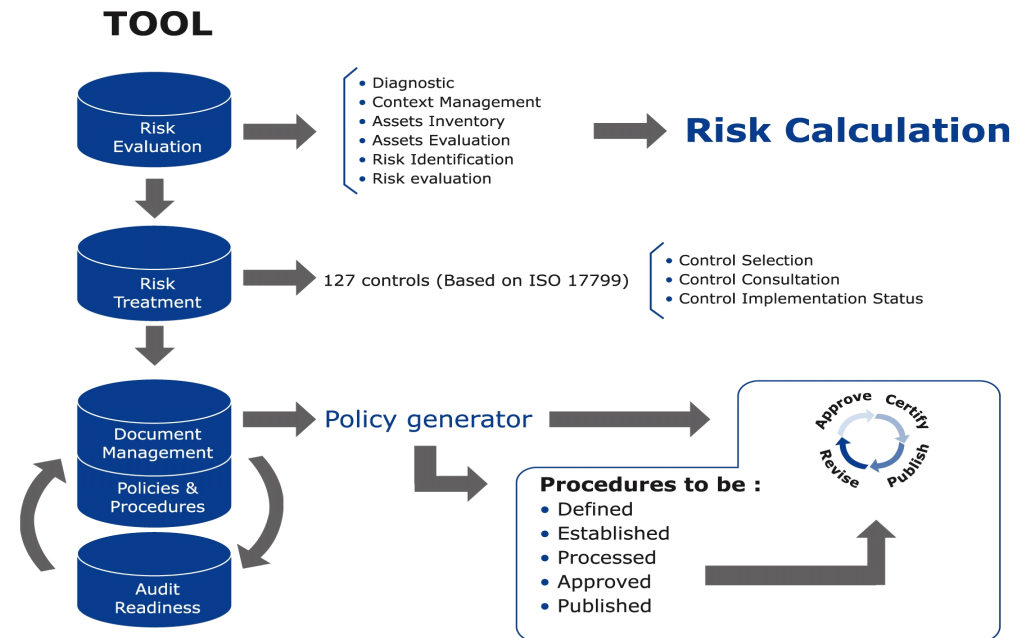 TOOL
Risk
Evaluation
• Diagnostic
• Context Management
• Assets Inventory
• Assets Evaluation
• Risk Identification
• Risk evaluation
Risk Calculation
Risk
Treatment
127 controls (Based on ISO 17799)
• Control Selection
• Control Consultation
• Control Implementation Status
Document
Management
Policies &
Procedures
Audit
Readiness
Policy generator
Procedures to be :
• Defined
• Established
• Processed
• Approved
• Published
Approve
Certify
Publish
Revise